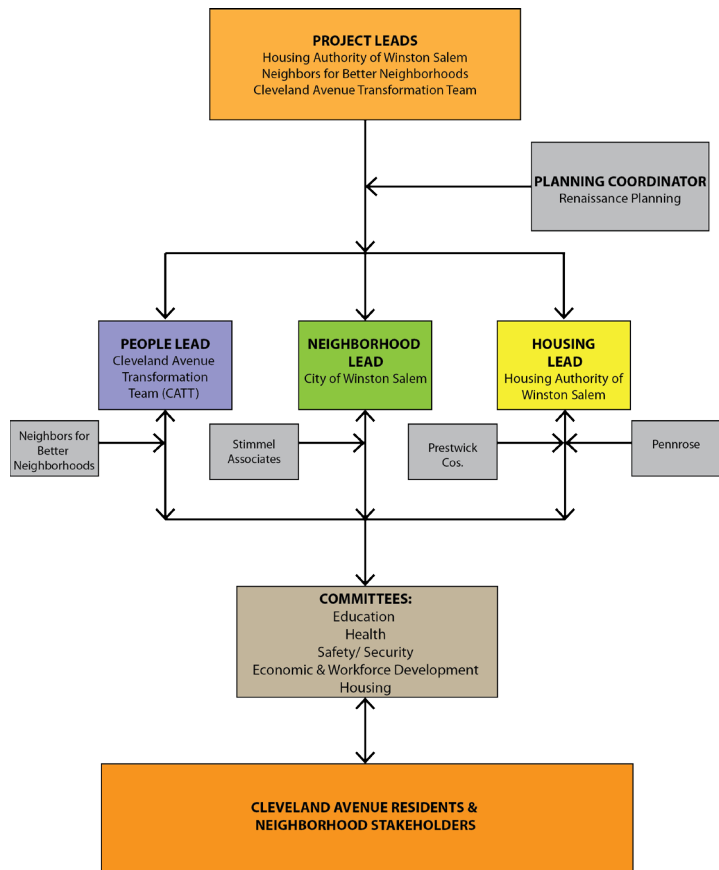 PROJECT LEADS
Housing Authority of Winston Salem
Neighbors for Better Neighborhoods
Cleveland Avenue Transformation Team
PLANNING COORDINATOR
Renaissance Planning
PEOPLE LEAD
Cleveland Avenue
Transformation
Team (CATT)
NEIGHBORHOOD
LEAD
City of Winston Salem
HOUSING
LEAD
Housing Authority of
Winston Salem
Neighbors for
Better
Neighborhoods
Stimmel
Associates
Prestwick
Cos.
Pennrose
COMMITTEES:
Education
Health
Safety/ Security
Economic & Workforce Development
Housing
CLEVELAND AVENUE RESIDENTS &
NEIGHBORHOOD STAKEHOLDERS